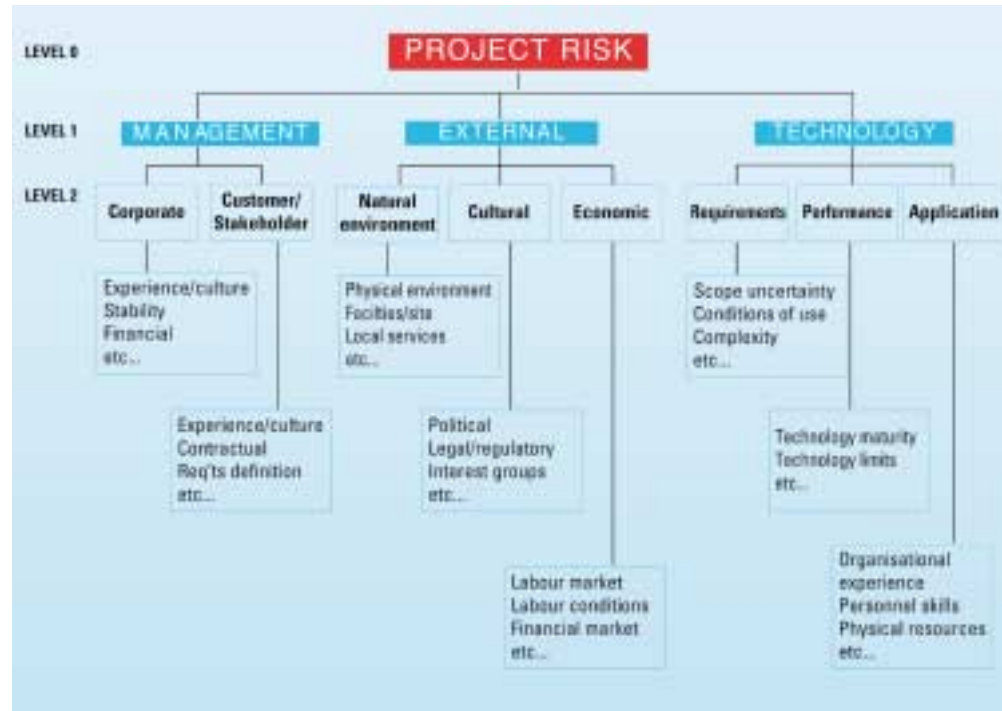 LEVEL 0
PROJECT RISK
LEVEL 1
MANAGEMENT
EXTERNAL
TECHNOLOGY
LEVEL 2
Corporate
Customer/
Stakeholder
Natural
environment
Cultural
Economic
Requirements
Performance
Application
Experience/culture
Stability
Financial
etc...
Physical environment
Facilties/site
Local services
etc...
Scope uncertainty
Conditions of use
Complexity
etc...
Experience/culture
Contractual
Req'ts definition
etc...
Political
Legal/regulatory
Interest groups
etc...
Technology maturity
Technology limits
etc...
Labour market
Labour conditions
Financial market
etc...
Organisational
experience
Personnel skills
Physical resources
etc...